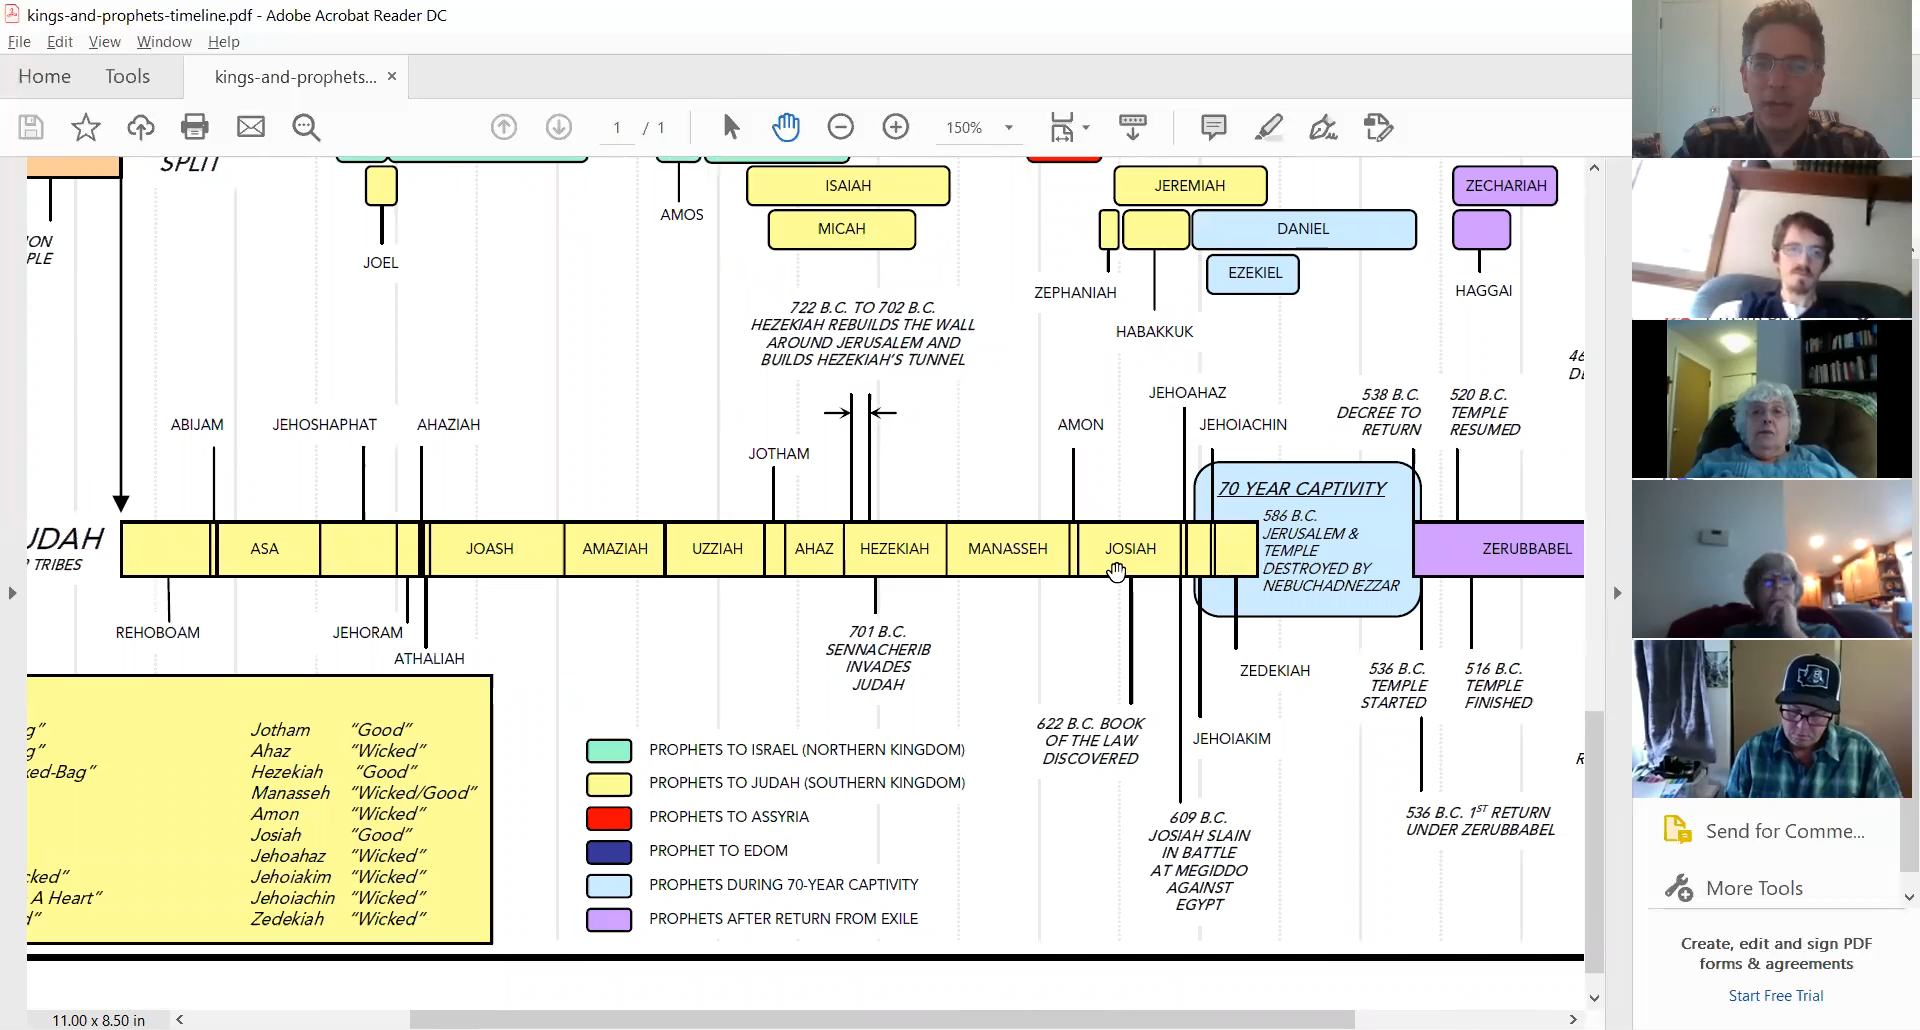 kings-and-prophets-timeline.pdf - Adobe Acrobat Reader DC
File Edit View Window Help
Home Tools kings-and-prophets... ×
1 / 1 150%
SPLIT
ISAIAH
JEREMIAH
ZECHARIAH
AMOS
MICAH
DANIEL
JOEL
EZEKIEL
ZEPHANIAH
HAGGAI
HABAKKUK
722 B.C. TO 702 B.C.
HEZEKIAH REBUILDS THE WALL
AROUND JERUSALEM AND
BUILDS HEZEKIAH'S TUNNEL
ABIJAM
JEHOSHAPHAT
AHAZIAH
JOTHAM
AMON
JEHOAHAZ
JEHOIACHIN
538 B.C.
DECREE TO
RETURN
520 B.C.
TEMPLE
RESUMED
70 YEAR CAPTIVITY
586 B.C.
JERUSALEM &
TEMPLE
DESTROYED BY
NEBUCHADNEZZAR
UDAH
TRIBES
ASA
JOASH
AMAZIAH
UZZIAH
AHAZ
HEZEKIAH
MANASSEH
JOSIAH
ZERUBBABEL
REHOBOAM
JEHORAM
ATHALIAH
701 B.C.
SENNACHERIB
INVADES
JUDAH
622 B.C. BOOK
OF THE LAW
DISCOVERED
ZEDEKIAH
JEHOIAKIM
536 B.C.
TEMPLE
STARTED
516 B.C.
TEMPLE
FINISHED
609 B.C.
JOSIAH SLAIN
IN BATTLE
AT MEGIDDO
AGAINST
EGYPT
536 B.C. 1ST RETURN
UNDER ZERUBBABEL
g" Jotham "Good"
g" Ahaz "Wicked"
xed-Bag" Hezekiah "Good"
Manasseh "Wicked/Good"
Amon "Wicked"
Josiah "Good"
Jehoahaz "Wicked"
cked" Jehoiakim "Wicked"
A Heart" Jehoiachin "Wicked"
d" Zedekiah "Wicked"
PROPHETS TO ISRAEL (NORTHERN KINGDOM)
PROPHETS TO JUDAH (SOUTHERN KINGDOM)
PROPHETS TO ASSYRIA
PROPHET TO EDOM
PROPHETS DURING 70-YEAR CAPTIVITY
PROPHETS AFTER RETURN FROM EXILE
11.00 x 8.50 in
Send for Comme...
More Tools
Create, edit and sign PDF
forms & agreements
Start Free Trial